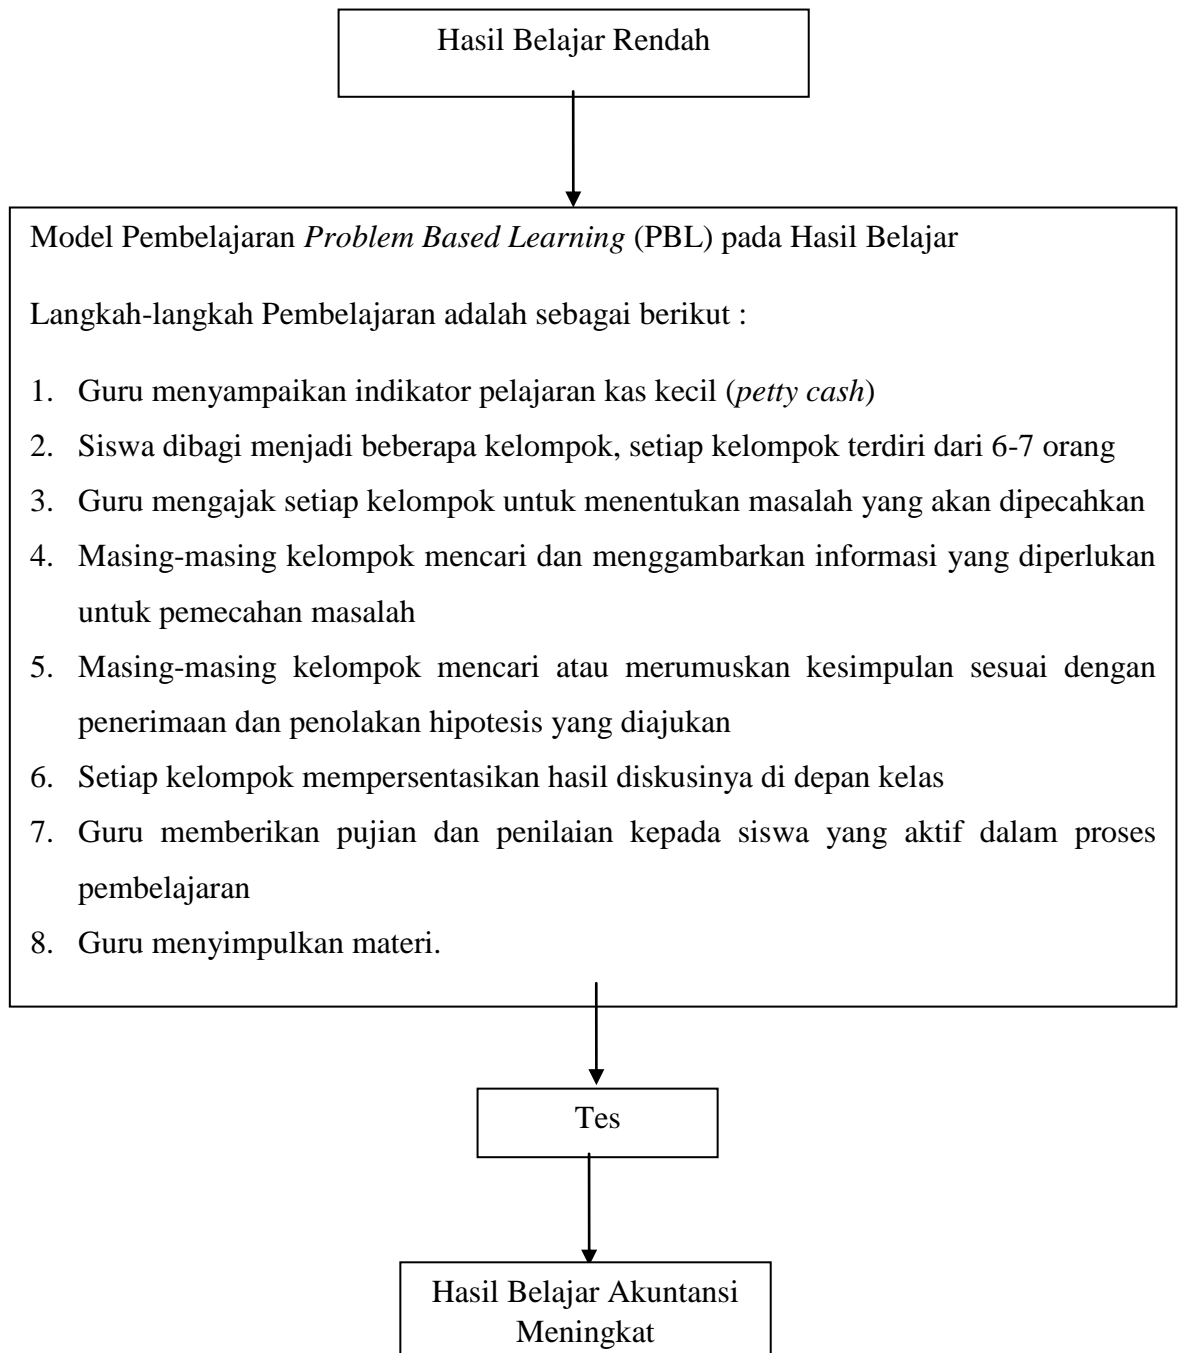 Hasil Belajar Rendah
Model Pembelajaran Problem Based Learning (PBL) pada Hasil Belajar
Langkah-langkah Pembelajaran adalah sebagai berikut :
1. Guru menyampaikan indikator pelajaran kas kecil (petty cash)
2. Siswa dibagi menjadi beberapa kelompok, setiap kelompok terdiri dari 6-7 orang
3. Guru mengajak setiap kelompok untuk menentukan masalah yang akan dipecahkan
4. Masing-masing kelompok mencari dan menggambarkan informasi yang diperlukan
untuk pemecahan masalah
5. Masing-masing kelompok mencari atau merumuskan kesimpulan sesuai dengan
penerimaan dan penolakan hipotesis yang diajukan
6. Setiap kelompok mempersentasikan hasil diskusinya di depan kelas
7. Guru memberikan pujian dan penilaian kepada siswa yang aktif dalam proses
pembelajaran
8. Guru menyimpulkan materi.
Tes
Hasil Belajar Akuntansi
Meningkat